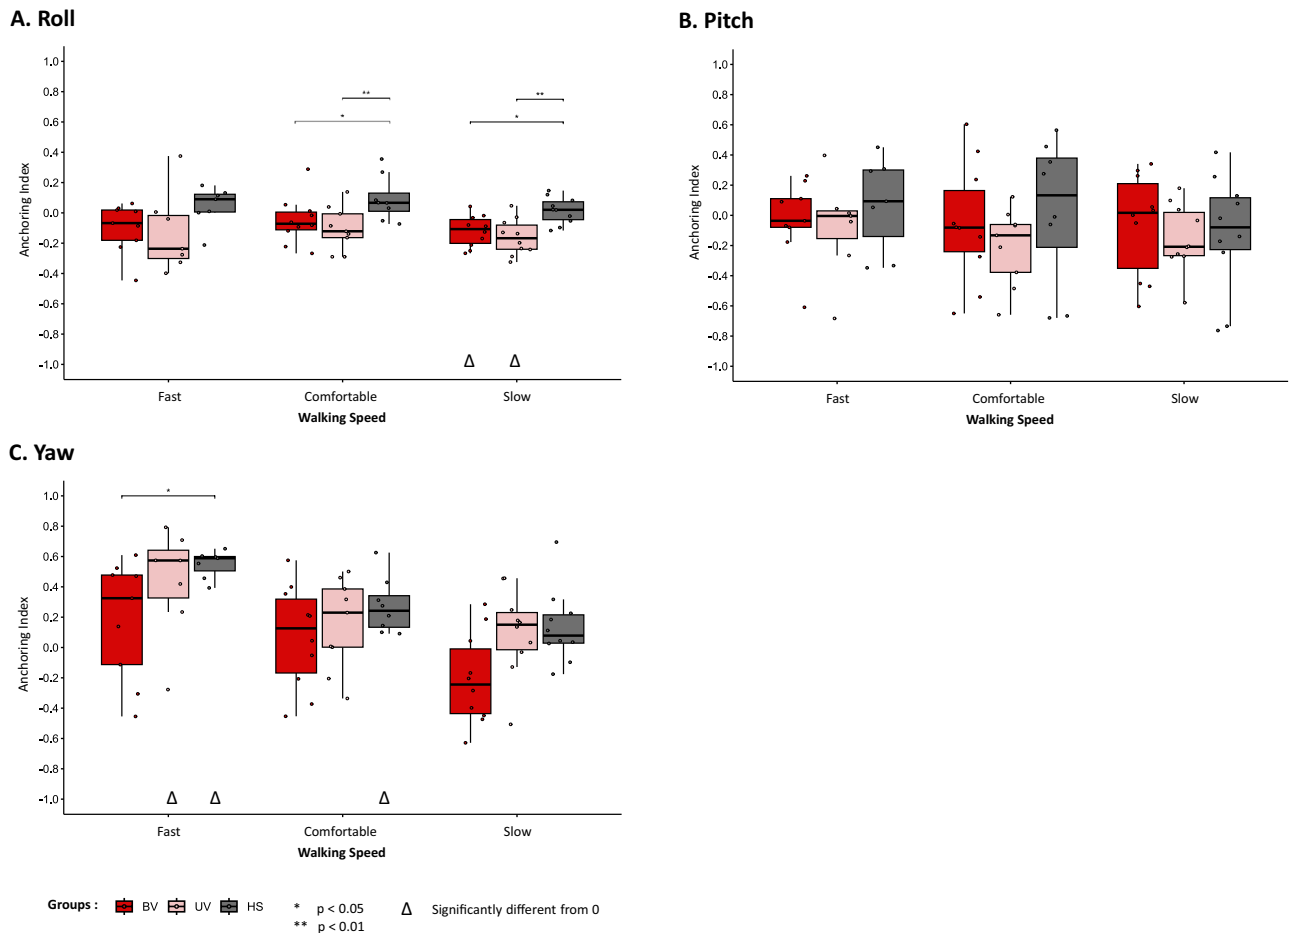 A. Roll
1.0
0.8
0.6
0.4
0.2
0.0
-0.2
-0.4
-0.6
-0.8
-1.0
Anchoring Index
**
*
**
*
Δ Δ
Fast Comfortable Slow
Walking Speed
B. Pitch
1.0
0.8
0.6
0.4
0.2
0.0
-0.2
-0.4
-0.6
-0.8
-1.0
Anchoring Index
Fast Comfortable Slow
Walking Speed
C. Yaw
1.0
0.8
0.6
0.4
0.2
0.0
-0.2
-0.4
-0.6
-0.8
-1.0
Anchoring Index
*
Δ Δ Δ
Fast Comfortable Slow
Walking Speed
Groups : BV UV HS
* p < 0.05
** p < 0.01
Δ Significantly different from 0